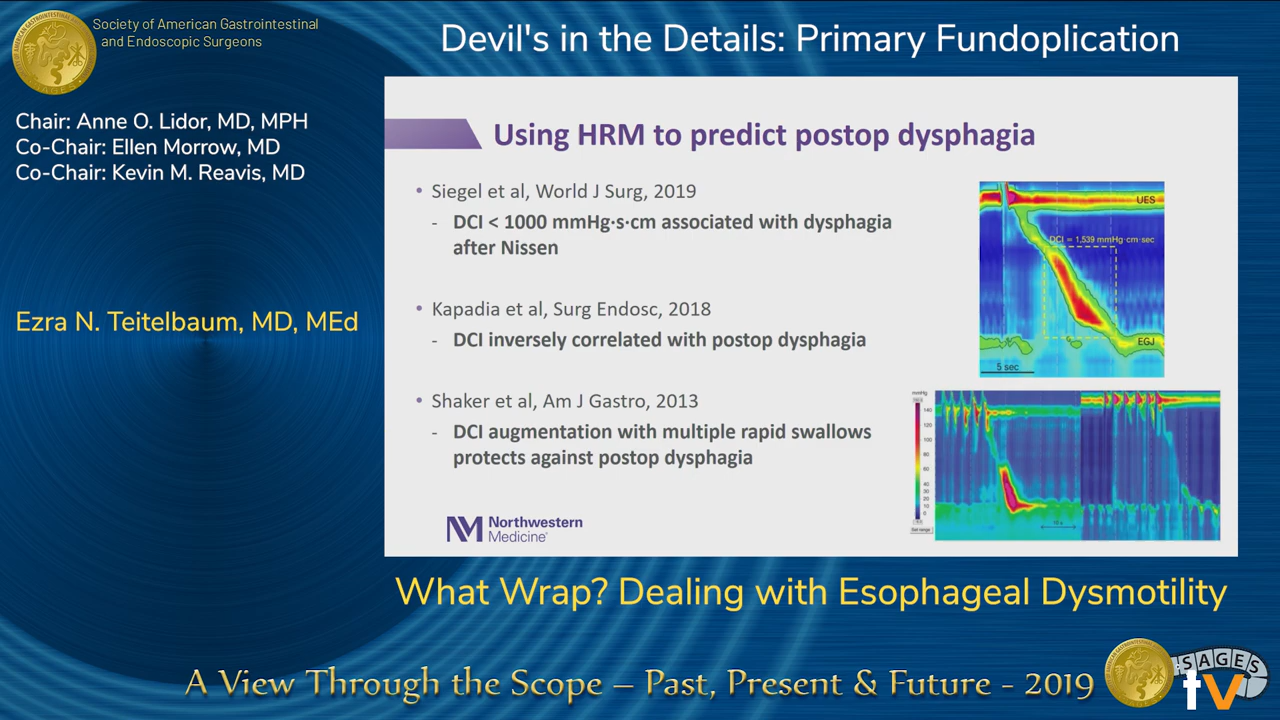 Society of American Gastrointestinal
and Endoscopic Surgeons
Devil's in the Details: Primary Fundoplication
Chair: Anne O. Lidor, MD, MPH
Co-Chair: Ellen Morrow, MD
Co-Chair: Kevin M. Reavis, MD
Ezra N. Teitelbaum, MD, MEd
Using HRM to predict postop dysphagia
• Siegel et al, World J Surg, 2019
- DCI < 1000 mmHg·s·cm associated with dysphagia
after Nissen
• Kapadia et al, Surg Endosc, 2018
- DCI inversely correlated with postop dysphagia
• Shaker et al, Am J Gastro, 2013
- DCI augmentation with multiple rapid swallows
protects against postop dysphagia
UES
DCI = 1,539 mmHg·cm·sec
EGJ
5 sec
mmHg
140
120
100
80
60
40
30
20
10
0
10 s
Northwestern
Medicine
What Wrap? Dealing with Esophageal Dysmotility
A View Through the Scope – Past, Present & Future - 2019
SAGES
tv